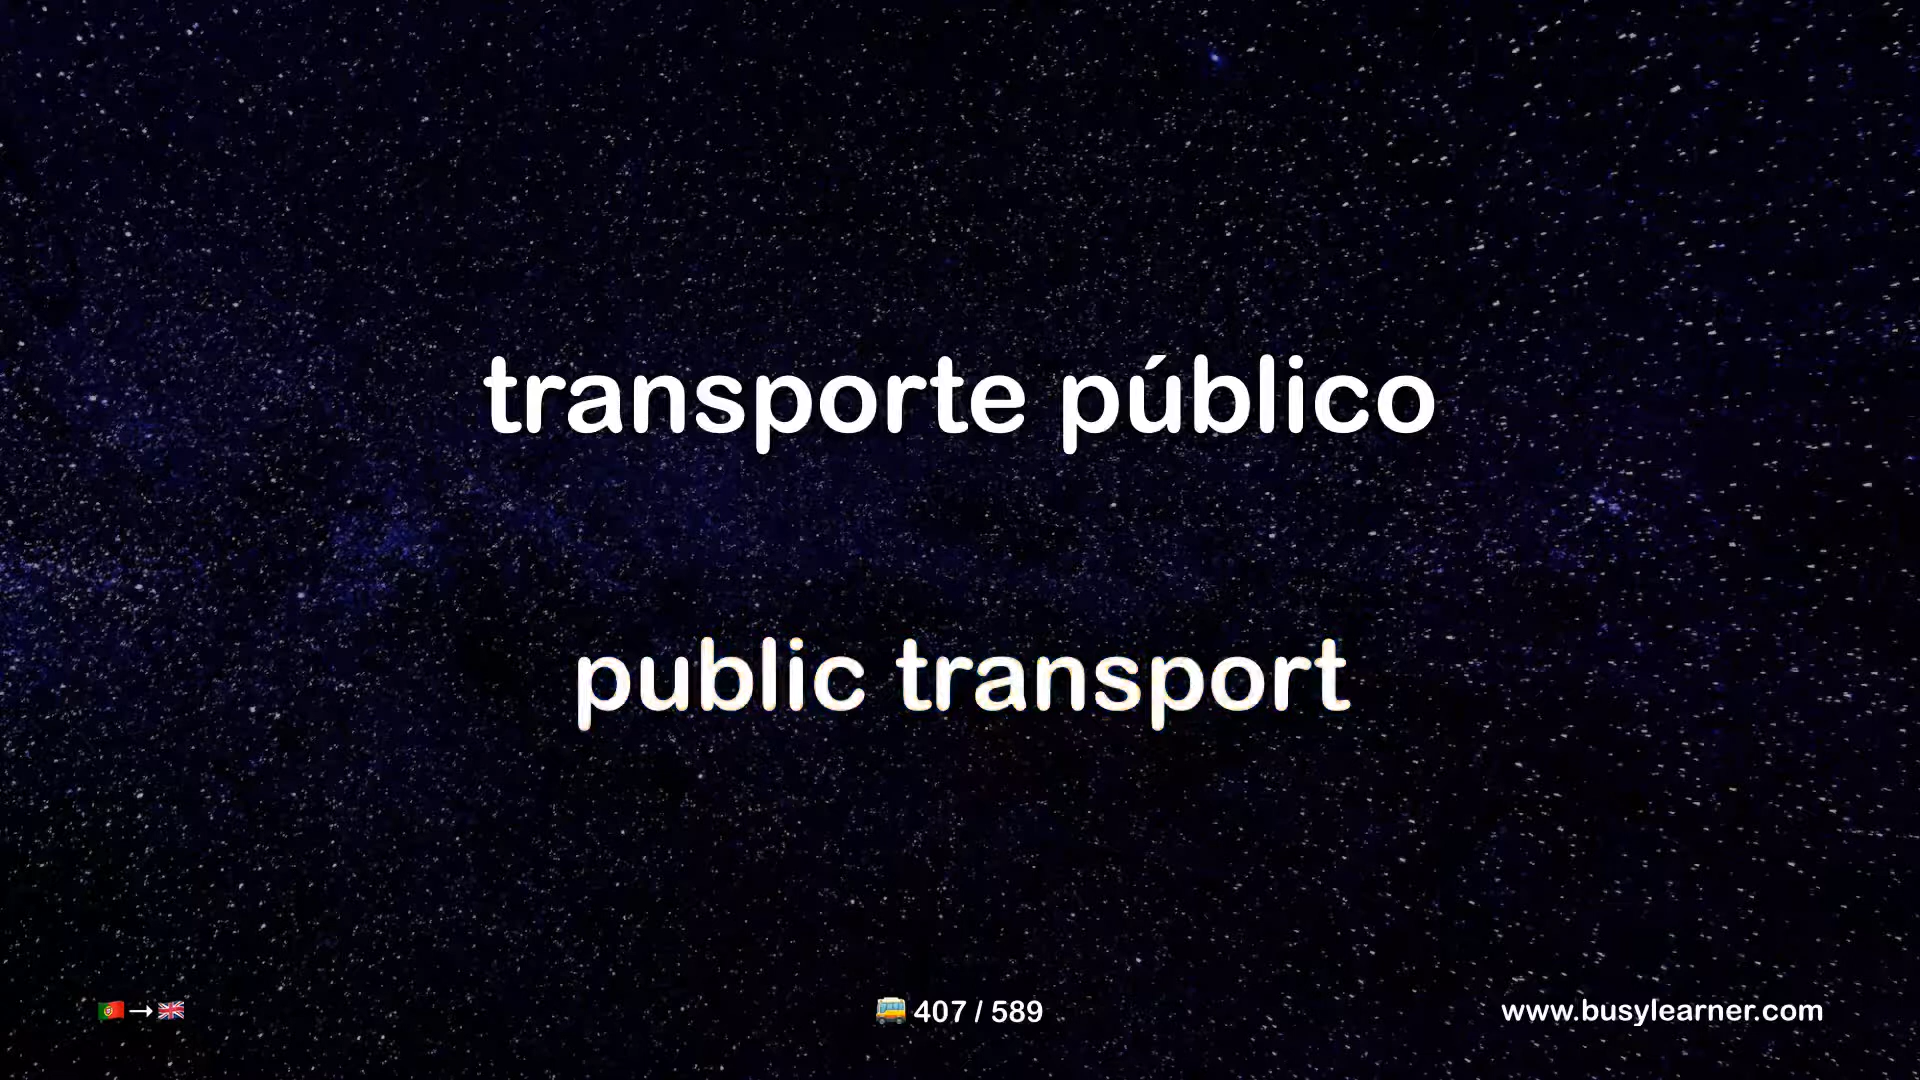 transporte público
public transport
→
407 / 589
www.busylearner.com